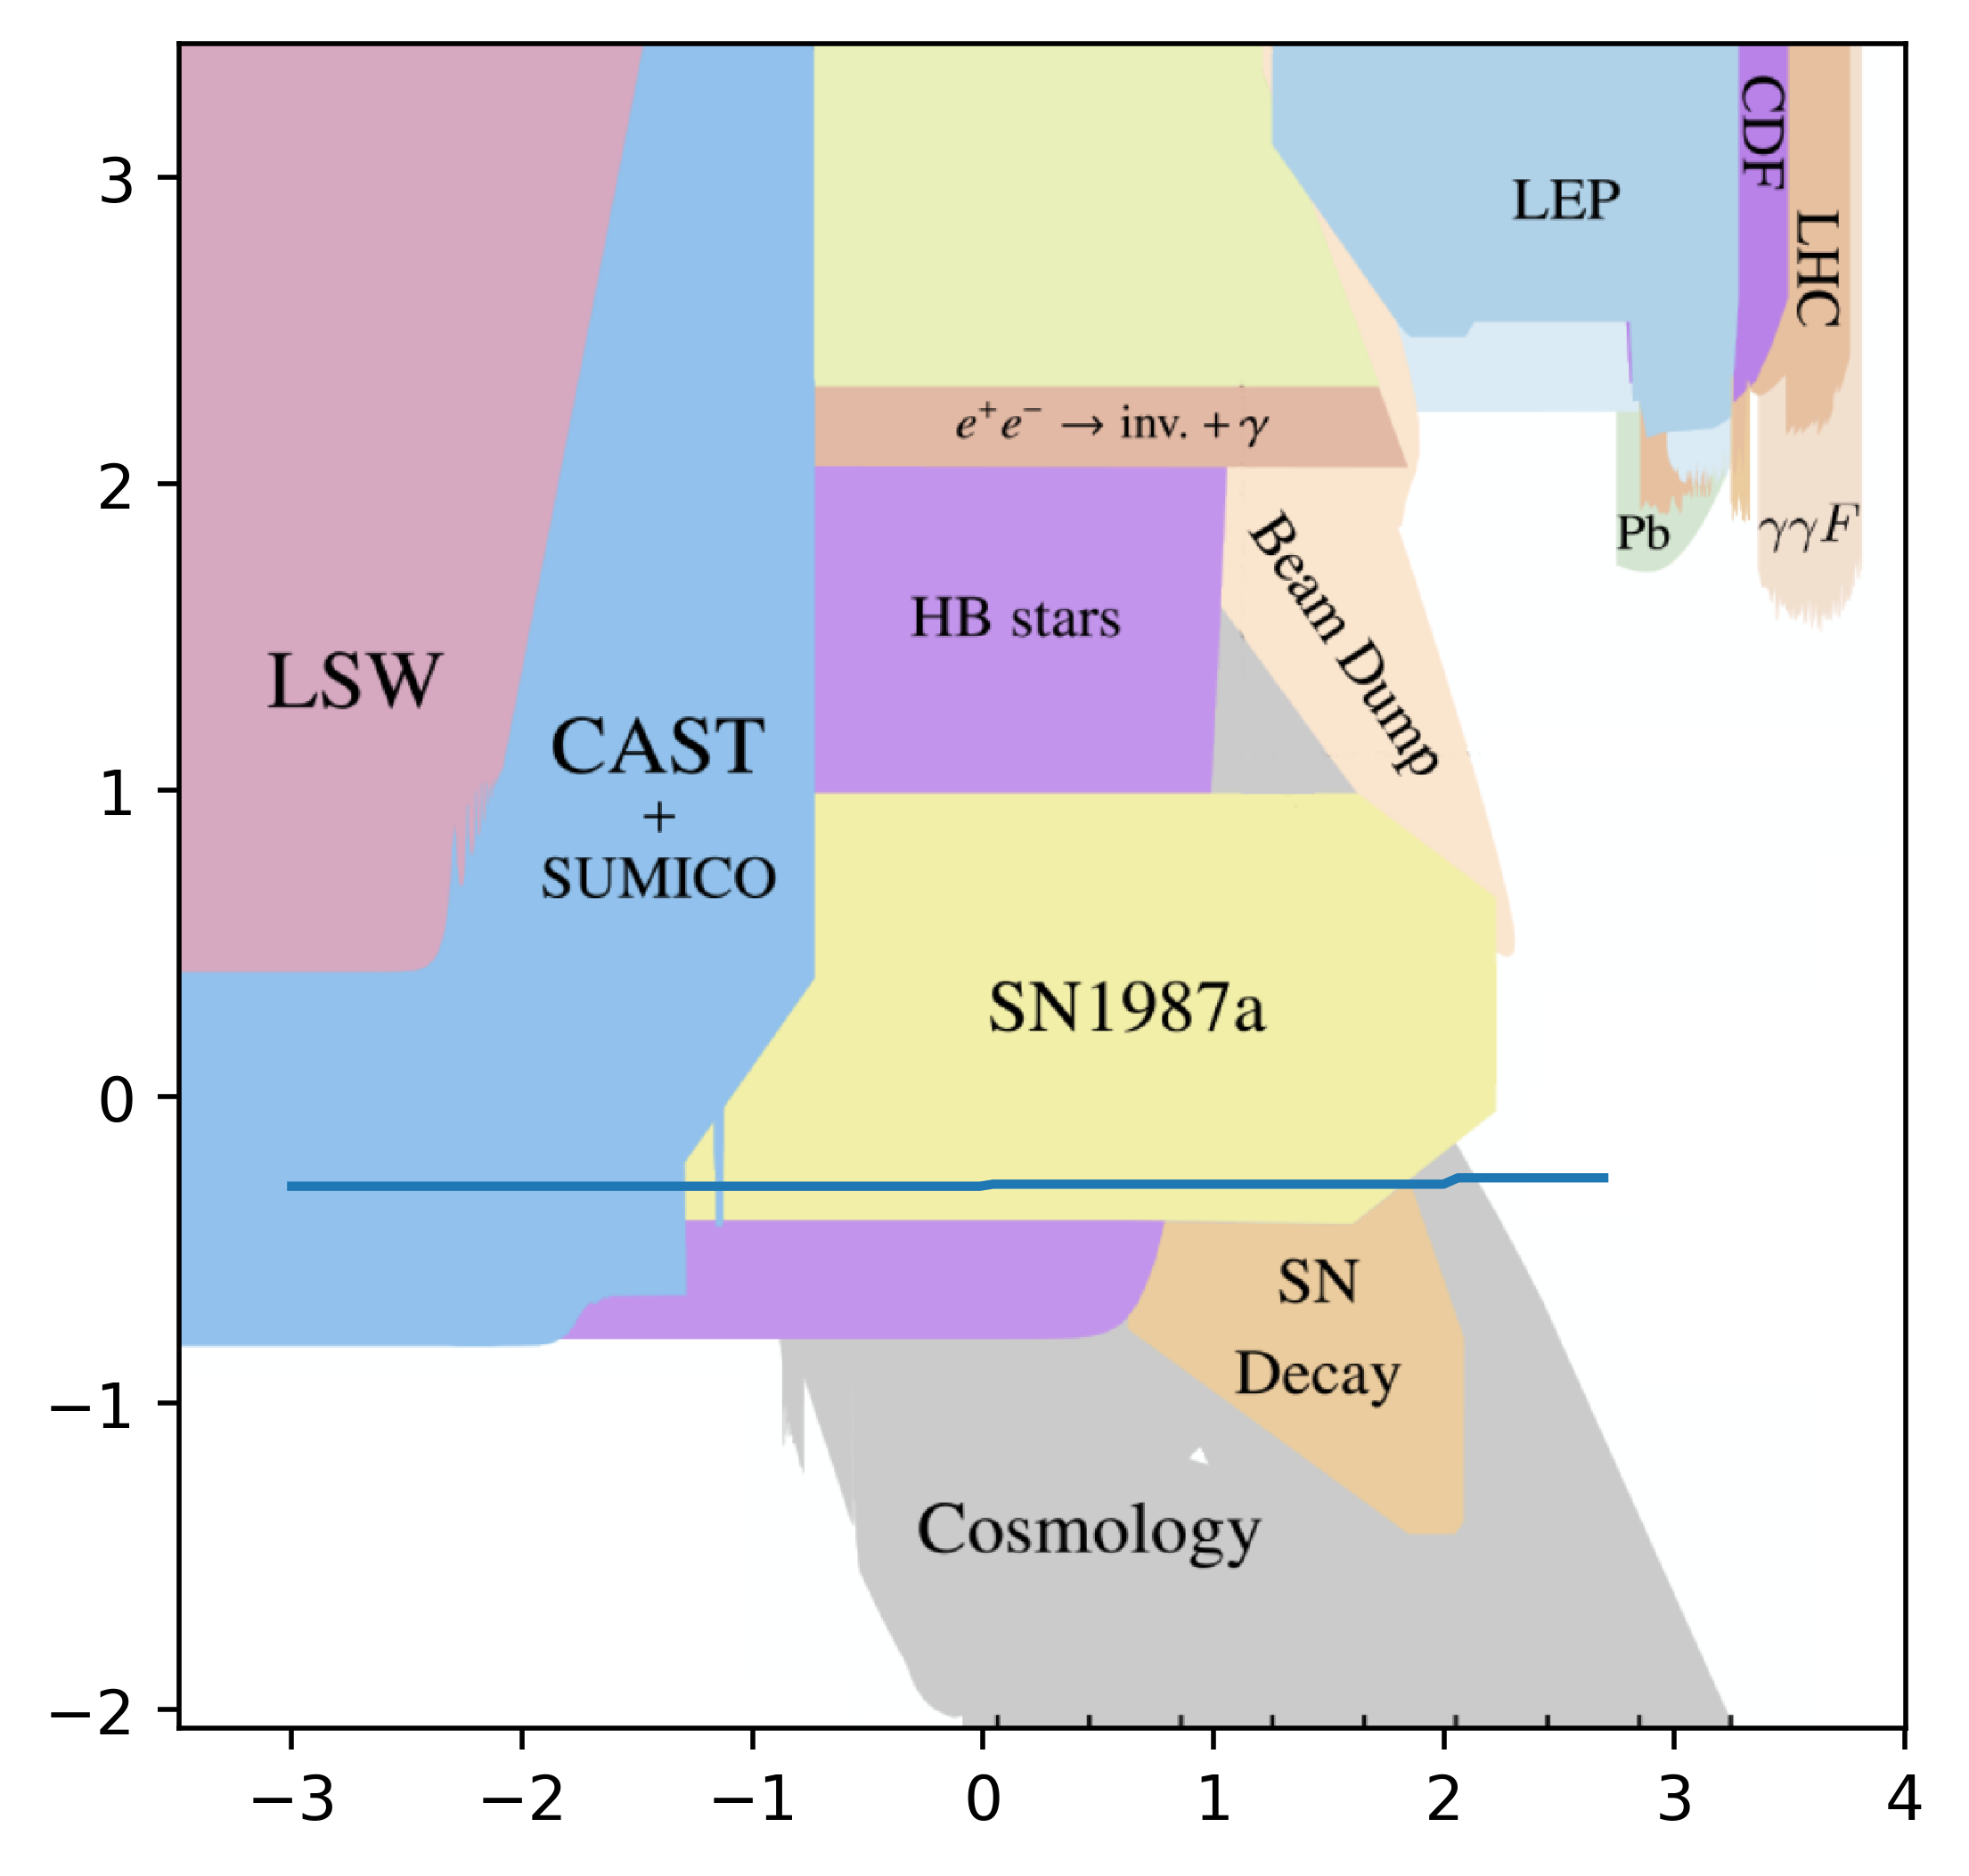 CDF
LEP
LHC
e⁺e⁻ → inv. + γ
Pb
γγF
Beam Dump
HB stars
LSW
CAST
+
SUMICO
SN1987a
SN
Decay
Cosmology
3
2
1
0
−1
−2
−3
−2
−1
0
1
2
3
4